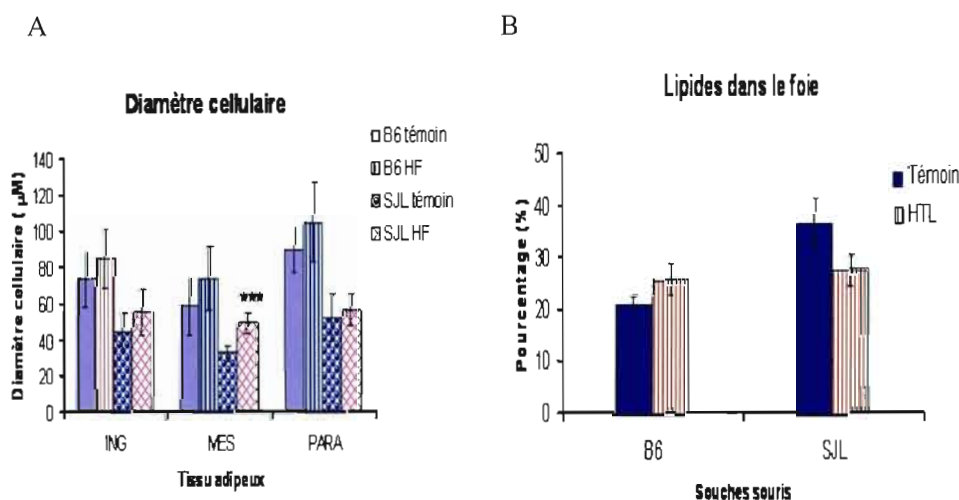 A
Diamètre cellulaire
B6 témoin
B6 HF
SJL témoin
SJL HF
Diamètre cellulaire (µM)
140
120
100
80
60
40
20
0
***
ING MES PARA
Tissu adipeux
B
Lipides dans le foie
Témoin
HTL
Pourcentage (%)
50
40
30
20
10
0
B6 SJL
Souches souris